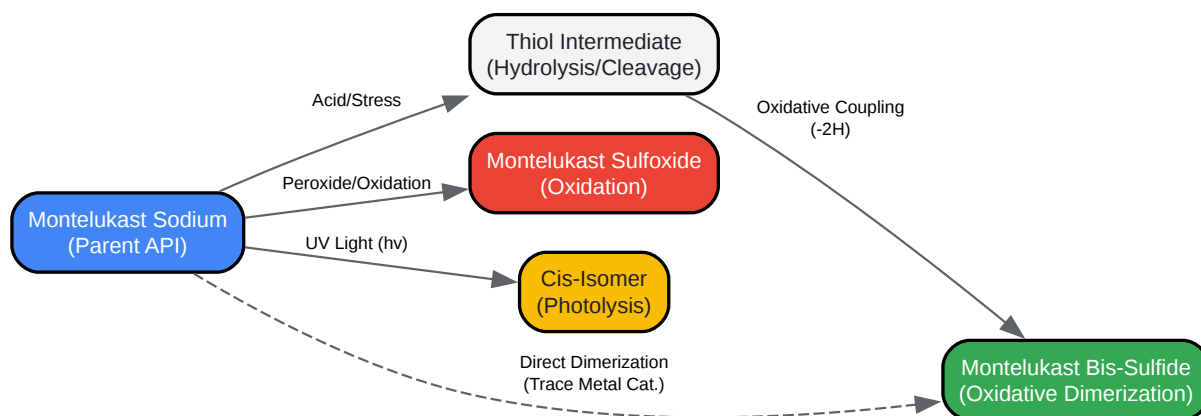 Thiol Intermediate
(Hydrolysis/Cleavage)
Acid/Stress
Oxidative Coupling
(-2H)
Montelukast Sulfoxide
(Oxidation)
Peroxide/Oxidation
Montelukast Sodium
(Parent API)
UV Light (hv)
Cis-Isomer
(Photolysis)
Direct Dimerization
(Trace Metal Cat.)
Montelukast Bis-Sulfide
(Oxidative Dimerization)